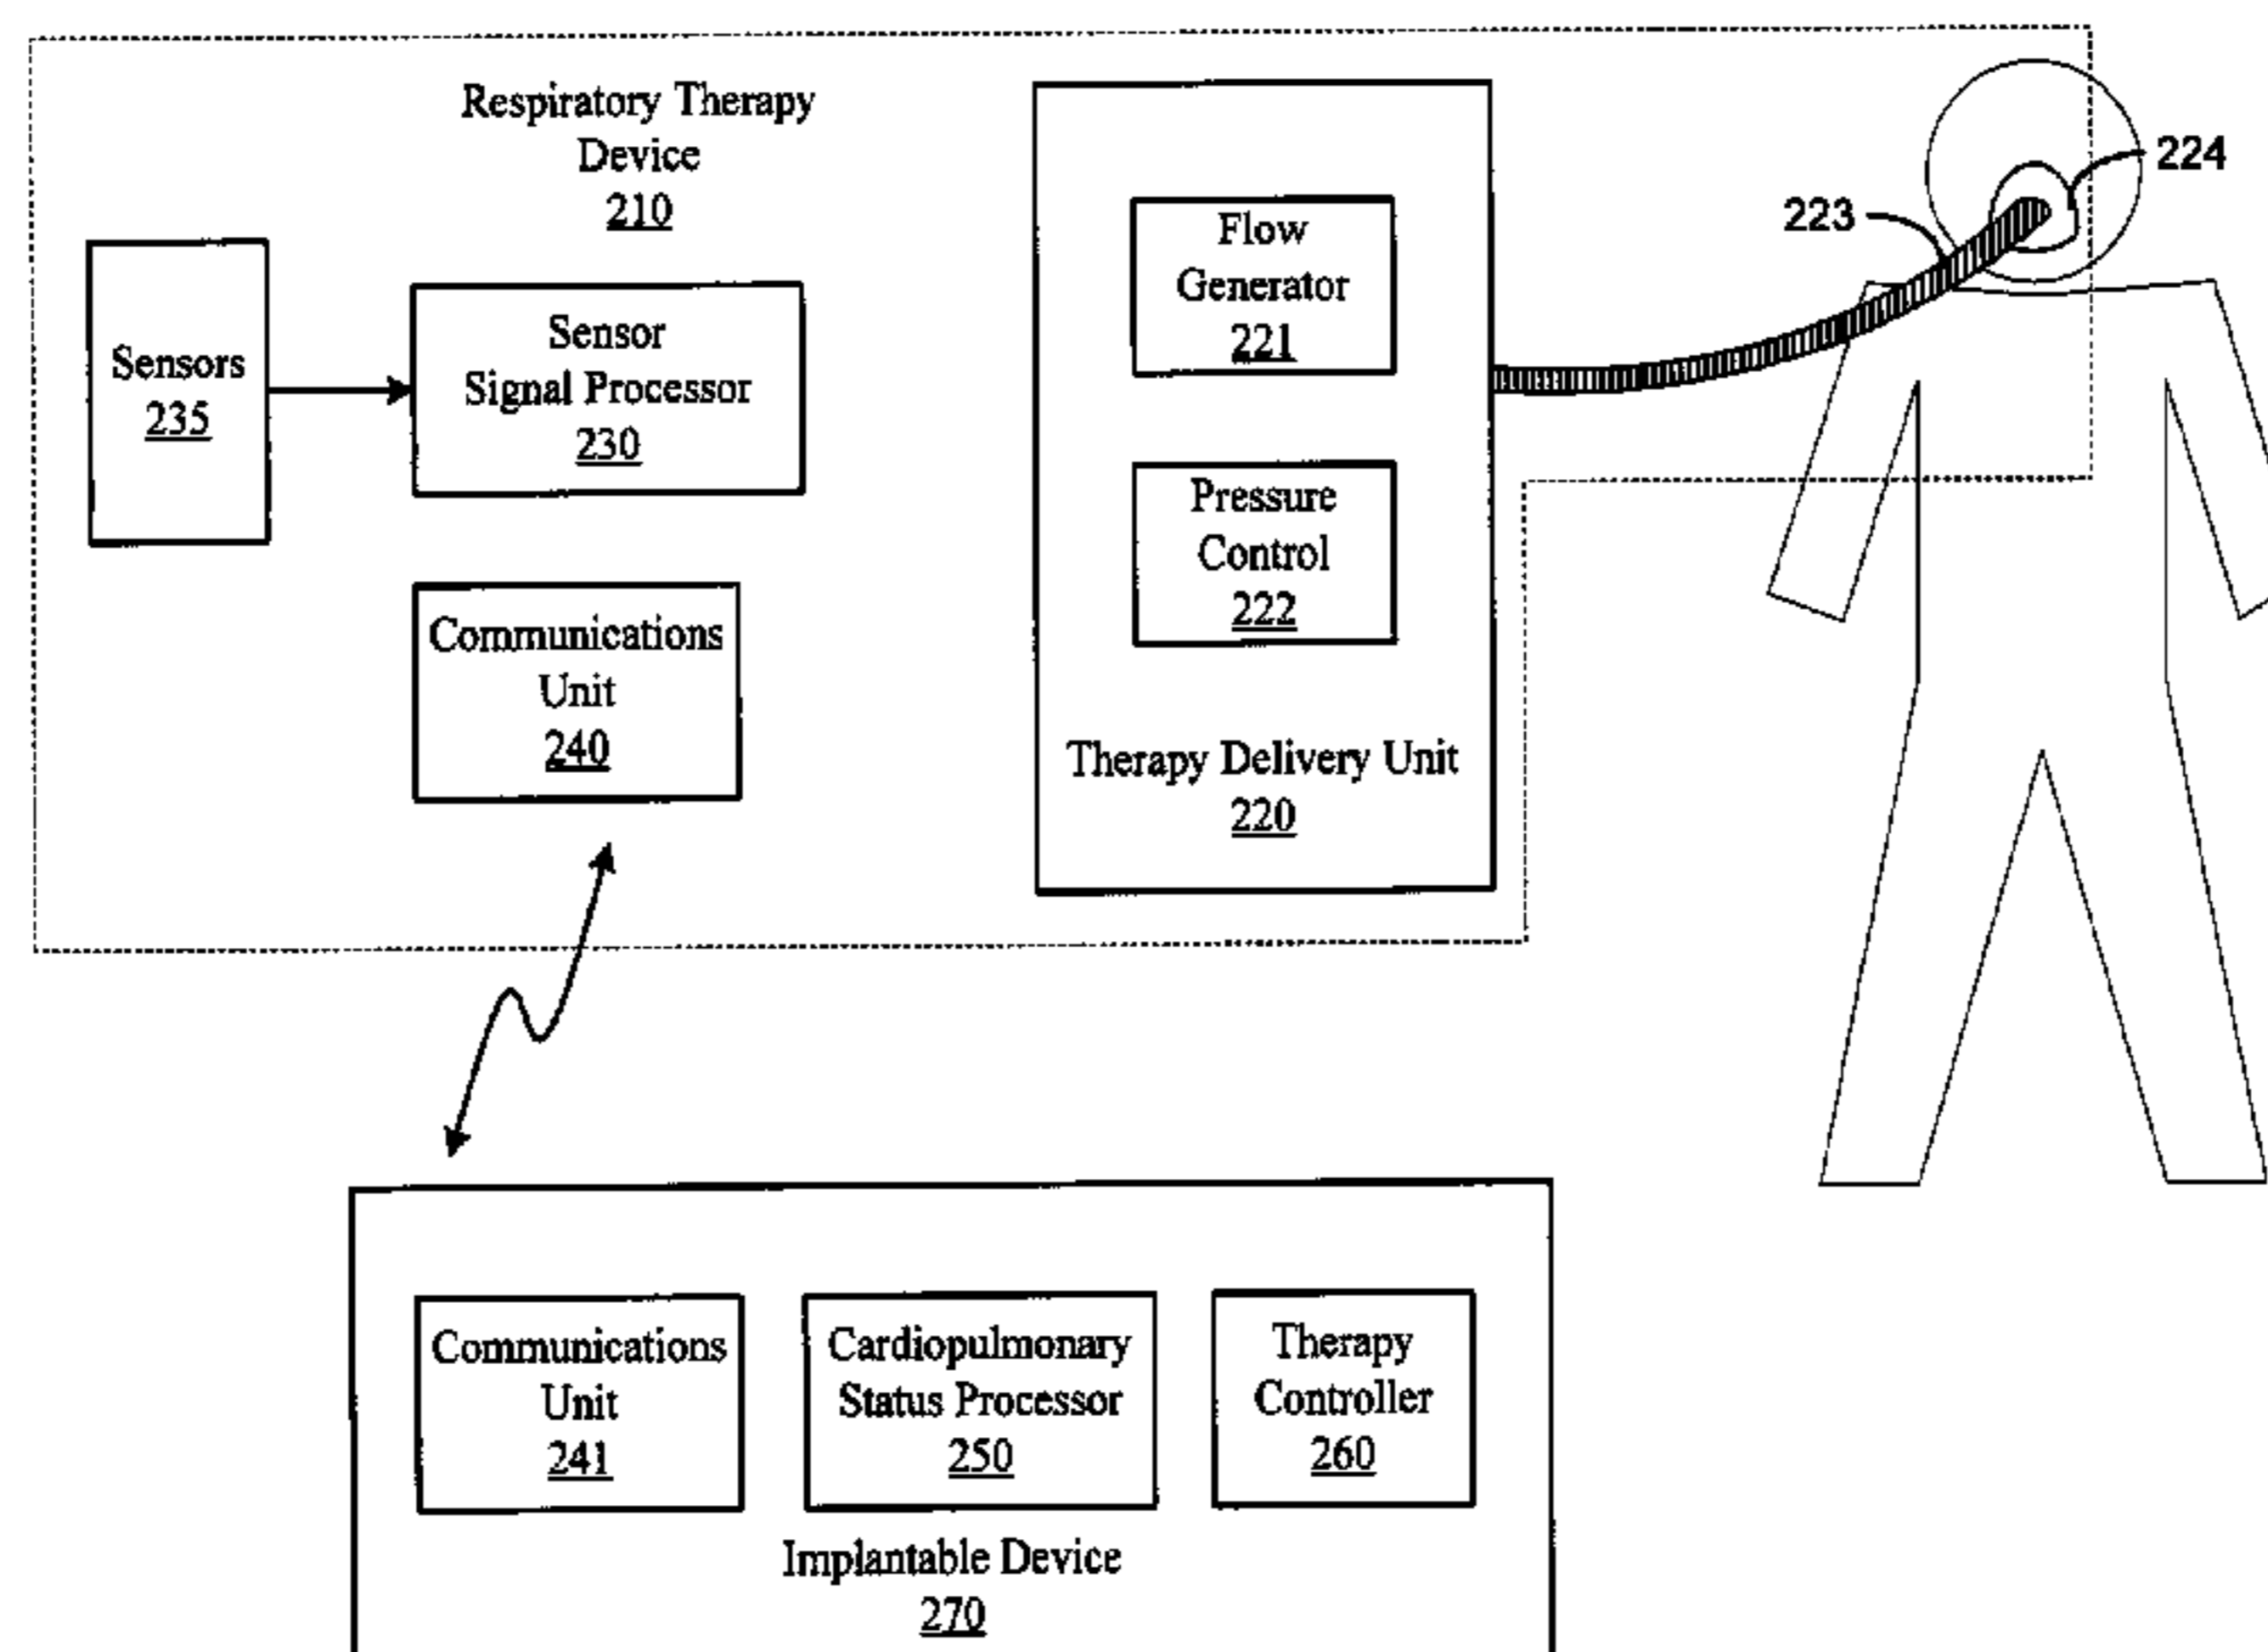 Respiratory Therapy
Device
210
Sensors
235
Sensor
Signal Processor
230
Communications
Unit
240
Flow
Generator
221
Pressure
Control
222
Therapy Delivery Unit
220
223
224
Communications
Unit
241
Cardiopulmonary
Status Processor
250
Therapy
Controller
260
Implantable Device
270